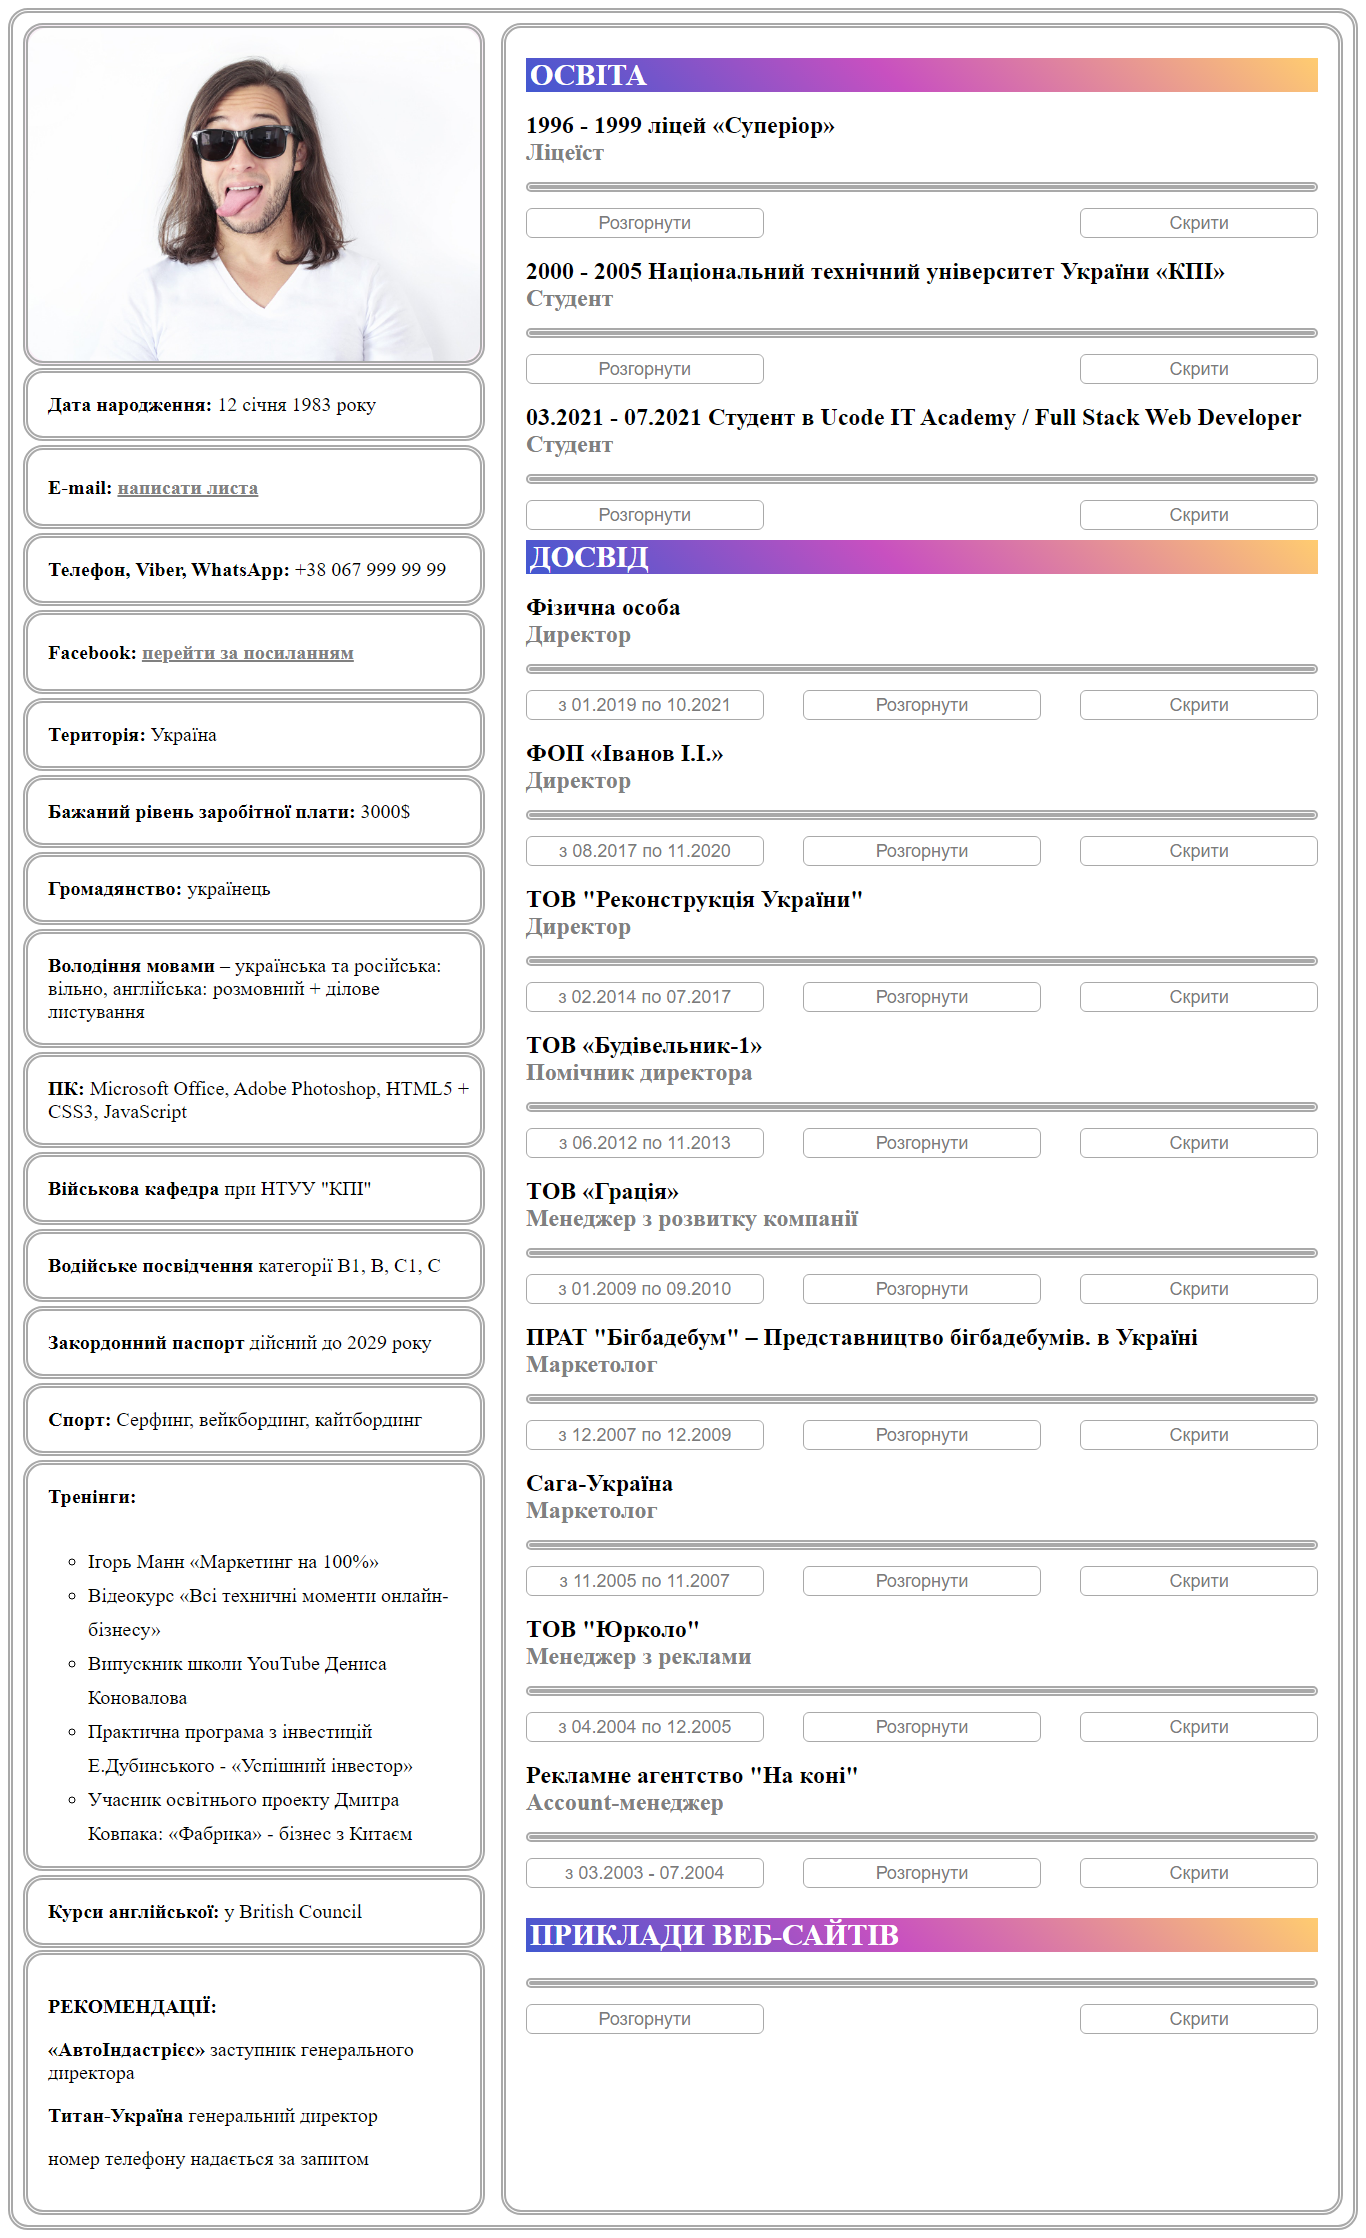 Дата народження: 12 січня 1983 року
E-mail: написати листа
Телефон, Viber, WhatsApp: +38 067 999 99 99
Facebook: перейти за посиланням
Територія: Україна
Бажаний рівень заробітної плати: 3000$
Громадянство: українець
Володіння мовами – українська та російська:
вільно, англійська: розмовний + ділове
листування
ПК: Microsoft Office, Adobe Photoshop, HTML5 +
CSS3, JavaScript
Військова кафедра при НТУУ "КПІ"
Водійське посвідчення категорії B1, B, C1, C
Закордонний паспорт дійсний до 2029 року
Спорт: Серфинг, вейкбординг, кайтбординг
Тренінги:
Ігорь Манн «Маркетинг на 100%»
Відеокурс «Всі техничні моменти онлайн-
бізнесу»
Випускник школи YouTube Дениса
Коновалова
Практична програма з інвестицій
Е.Дубинського - «Успішний інвестор»
Учасник освітнього проекту Дмитра
Ковпака: «Фабрика» - бізнес з Китаєм
Курси англійської: у British Council
РЕКОМЕНДАЦІЇ:
«АвтоІндастрієс» заступник генерального
директора
Титан-Україна генеральний директор
номер телефону надається за запитом
ОСВІТА
1996 - 1999 ліцей «Суперіор»
Ліцеїст
Розгорнути Скрити
2000 - 2005 Національний технічний університет України «КПІ»
Студент
Розгорнути Скрити
03.2021 - 07.2021 Студент в Ucode IT Academy / Full Stack Web Developer
Студент
Розгорнути Скрити
ДОСВІД
Фізична особа
Директор
з 01.2019 по 10.2021 Розгорнути Скрити
ФОП «Іванов І.І.»
Директор
з 08.2017 по 11.2020 Розгорнути Скрити
ТОВ "Реконструкція України"
Директор
з 02.2014 по 07.2017 Розгорнути Скрити
ТОВ «Будівельник-1»
Помічник директора
з 06.2012 по 11.2013 Розгорнути Скрити
ТОВ «Грація»
Менеджер з розвитку компанії
з 01.2009 по 09.2010 Розгорнути Скрити
ПРАТ "Бігбадебум" – Представництво бігбадебумів. в Україні
Маркетолог
з 12.2007 по 12.2009 Розгорнути Скрити
Сага-Україна
Маркетолог
з 11.2005 по 11.2007 Розгорнути Скрити
ТОВ "Юрколо"
Менеджер з реклами
з 04.2004 по 12.2005 Розгорнути Скрити
Рекламне агентство "На коні"
Account-менеджер
з 03.2003 - 07.2004 Розгорнути Скрити
ПРИКЛАДИ ВЕБ-САЙТІВ
Розгорнути Скрити